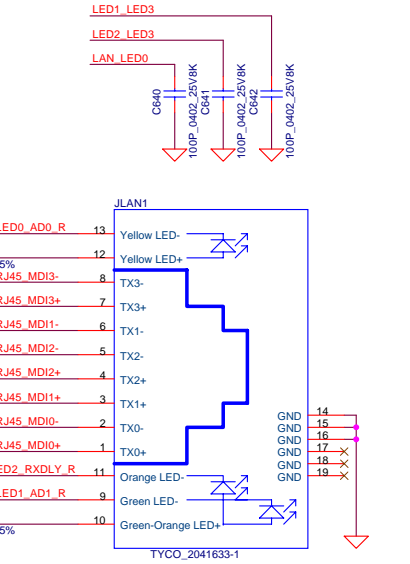 LED1_LED3
LED2_LED3
LAN_LED0
C640
100P_0402_25V8K
C641
100P_0402_25V8K
C642
100P_0402_25V8K
JLAN1
LED0_AD0_R 13 Yellow LED-
12 Yellow LED+
5%
RJ45_MDI3- 8 TX3-
RJ45_MDI3+ 7 TX3+
RJ45_MDI1- 6 TX1-
RJ45_MDI2- 5 TX2-
RJ45_MDI2+ 4 TX2+
RJ45_MDI1+ 3 TX1+
RJ45_MDI0- 2 TX0-
RJ45_MDI0+ 1 TX0+
ED2_RXDLY_R 11 Orange LED-
LED1_AD1_R 9 Green LED-
10 Green-Orange LED+
5%
GND 14
GND 15
GND 16
GND 17
GND 18
GND 19
TYCO_2041633-1